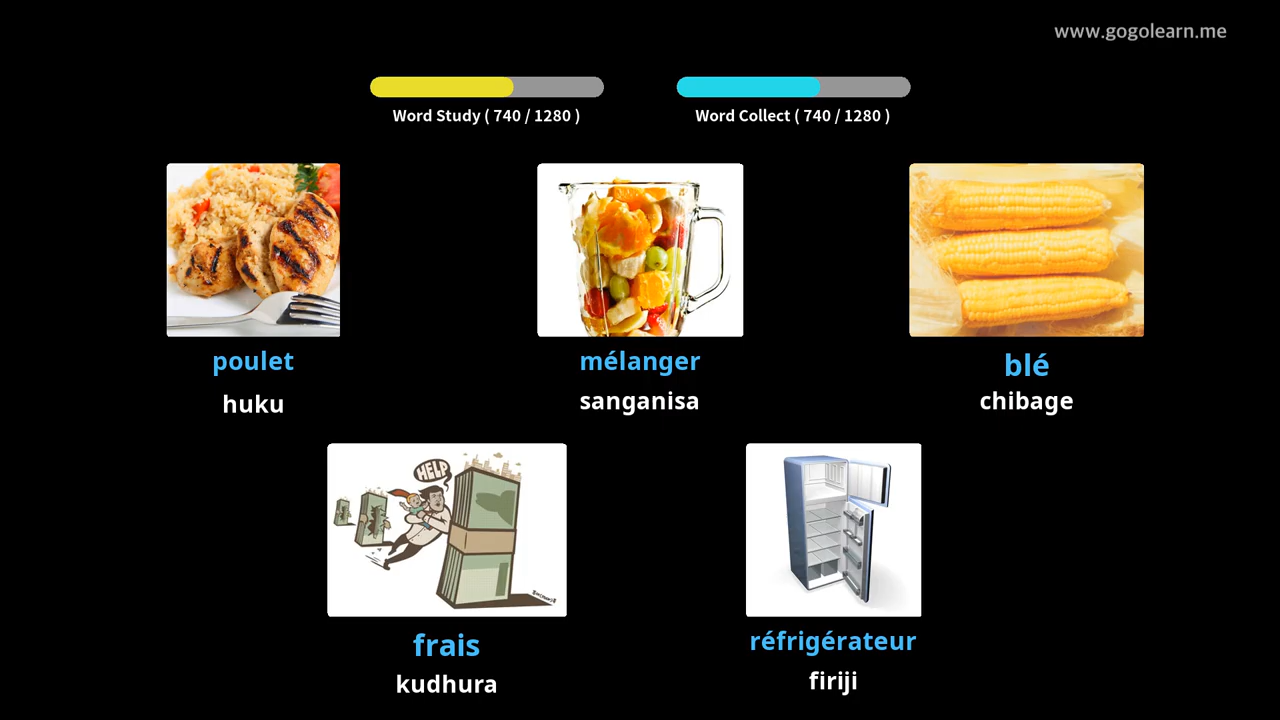 www.gogolearn.me
Word Study ( 740 / 1280 )
Word Collect ( 740 / 1280 )
poulet
mélanger
blé
huku
sanganisa
chibage
HELP
frais
réfrigérateur
kudhura
firiji